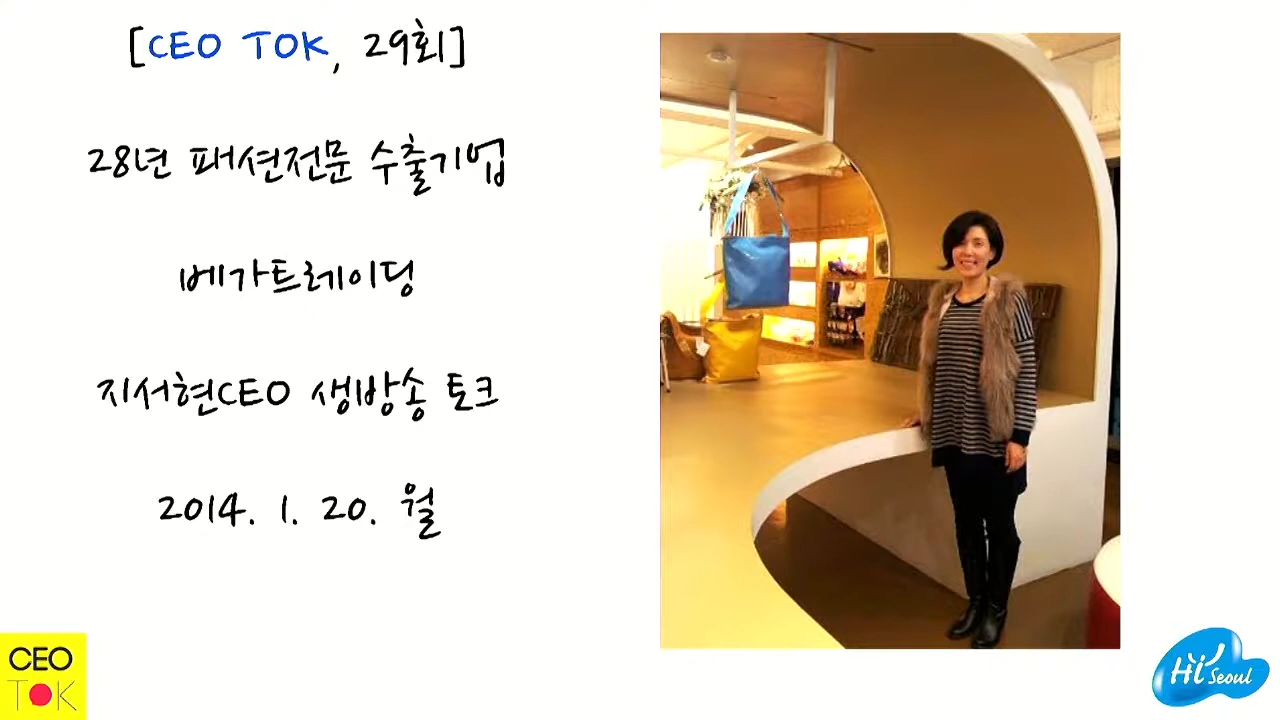 [CEO TOK, 29회]
28년 패션전문 수출기업
베가트레이딩
지서현CEO 생방송 토크
2014. 1. 20. 월
CEO
TOK
Hi Seoul